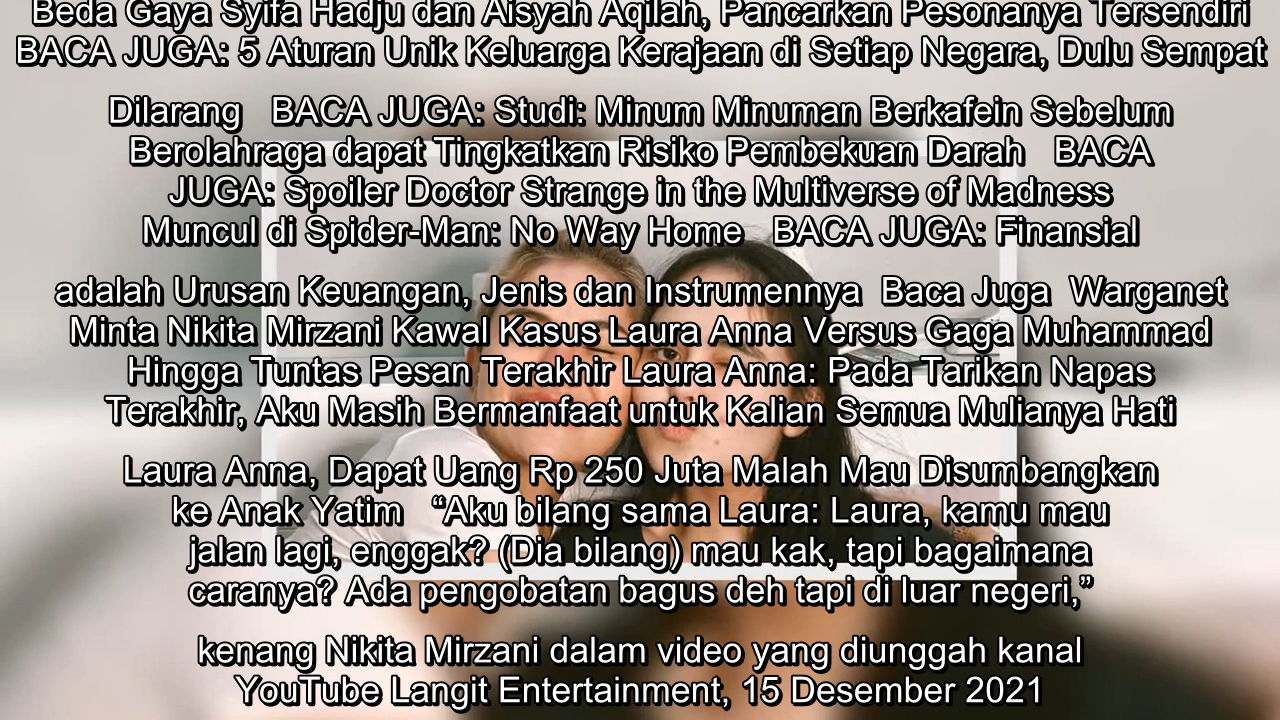 Beda Gaya Syifa Hadju dan Aisyah Aqilah, Pancarkan Pesonanya Tersendiri
BACA JUGA: 5 Aturan Unik Keluarga Kerajaan di Setiap Negara, Dulu Sempat
Dilarang BACA JUGA: Studi: Minum Minuman Berkafein Sebelum
Berolahraga dapat Tingkatkan Risiko Pembekuan Darah BACA
JUGA: Spoiler Doctor Strange in the Multiverse of Madness
Muncul di Spider-Man: No Way Home BACA JUGA: Finansial
adalah Urusan Keuangan, Jenis dan Instrumennya Baca Juga Warganet
Minta Nikita Mirzani Kawal Kasus Laura Anna Versus Gaga Muhammad
Hingga Tuntas Pesan Terakhir Laura Anna: Pada Tarikan Napas
Terakhir, Aku Masih Bermanfaat untuk Kalian Semua Mulianya Hati
Laura Anna, Dapat Uang Rp 250 Juta Malah Mau Disumbangkan
ke Anak Yatim “Aku bilang sama Laura: Laura, kamu mau
jalan lagi, enggak? (Dia bilang) mau kak, tapi bagaimana
caranya? Ada pengobatan bagus deh tapi di luar negeri,”
kenang Nikita Mirzani dalam video yang diunggah kanal
YouTube Langit Entertainment, 15 Desember 2021